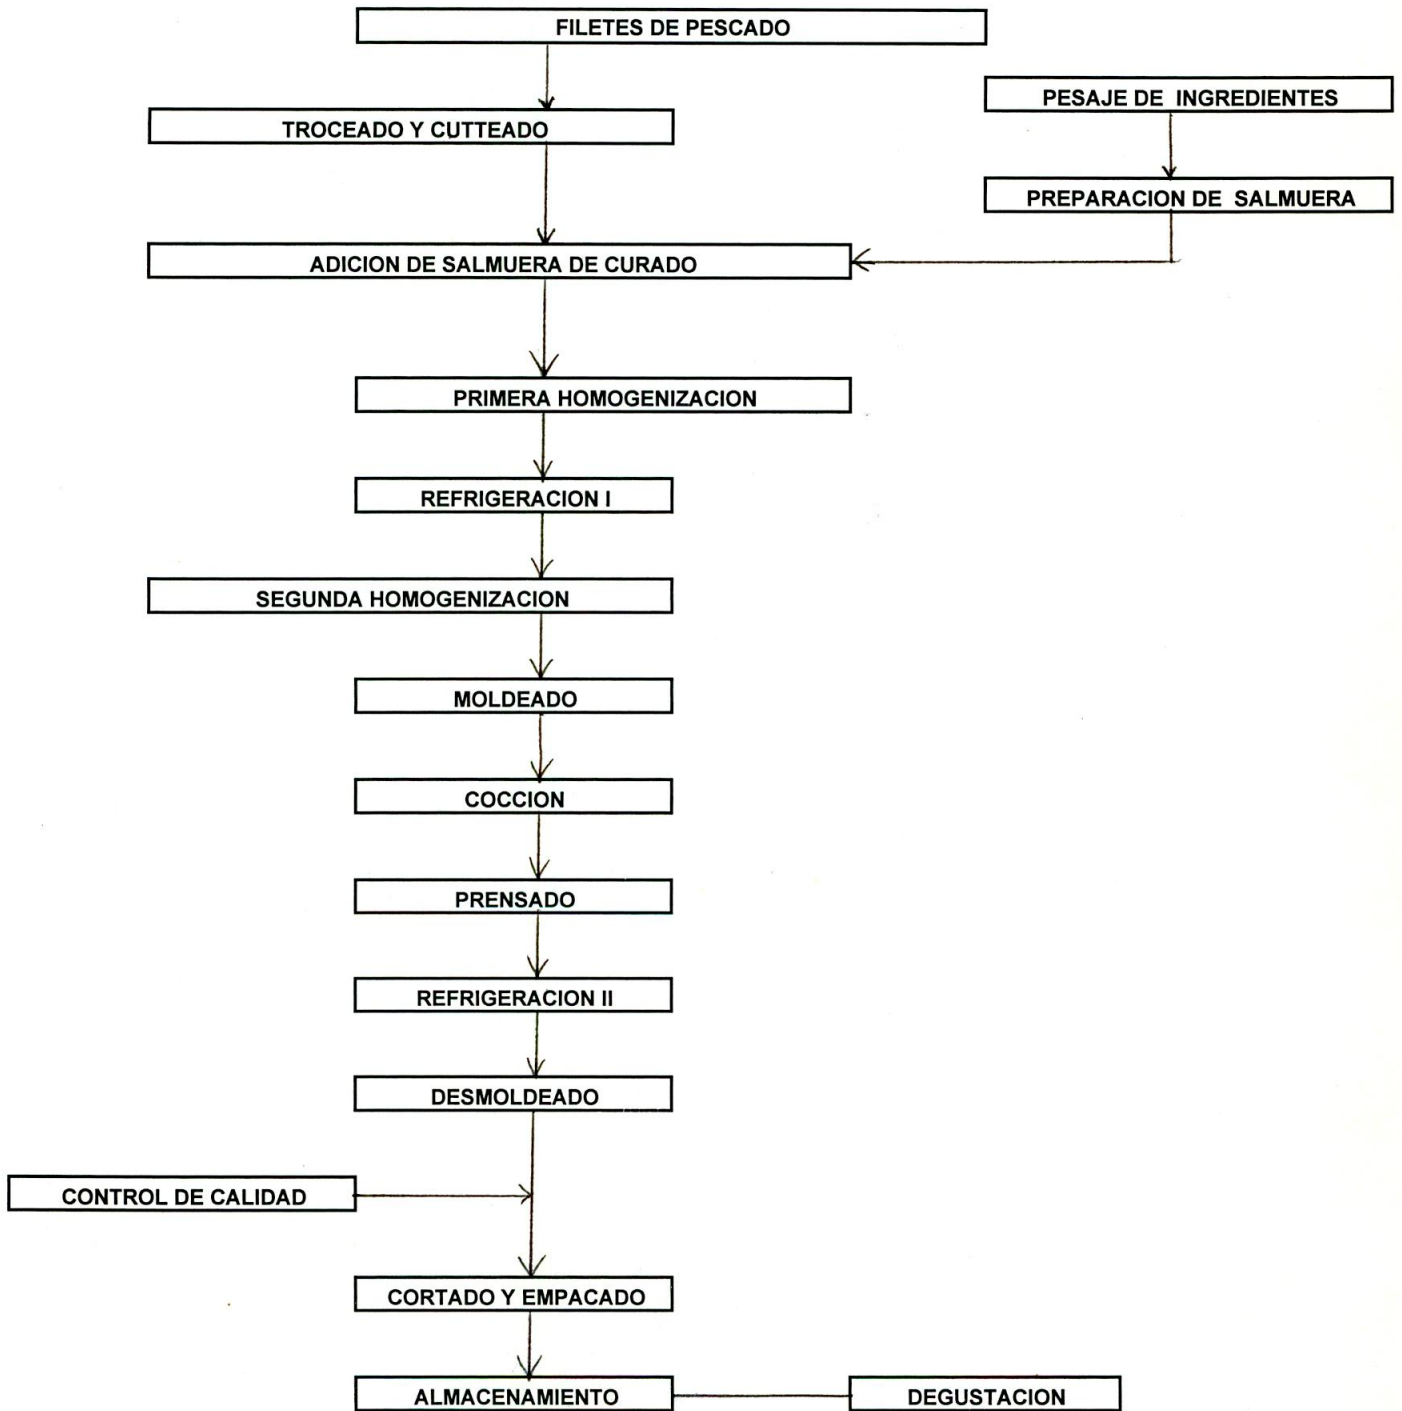 FILETES DE PESCADO
PESAJE DE INGREDIENTES
TROCEADO Y CUTTEADO
PREPARACION DE SALMUERA
ADICION DE SALMUERA DE CURADO
PRIMERA HOMOGENIZACION
REFRIGERACION I
SEGUNDA HOMOGENIZACION
MOLDEADO
COCCION
PRENSADO
REFRIGERACION II
DESMOLDEADO
CONTROL DE CALIDAD
CORTADO Y EMPACADO
ALMACENAMIENTO
DEGUSTACION